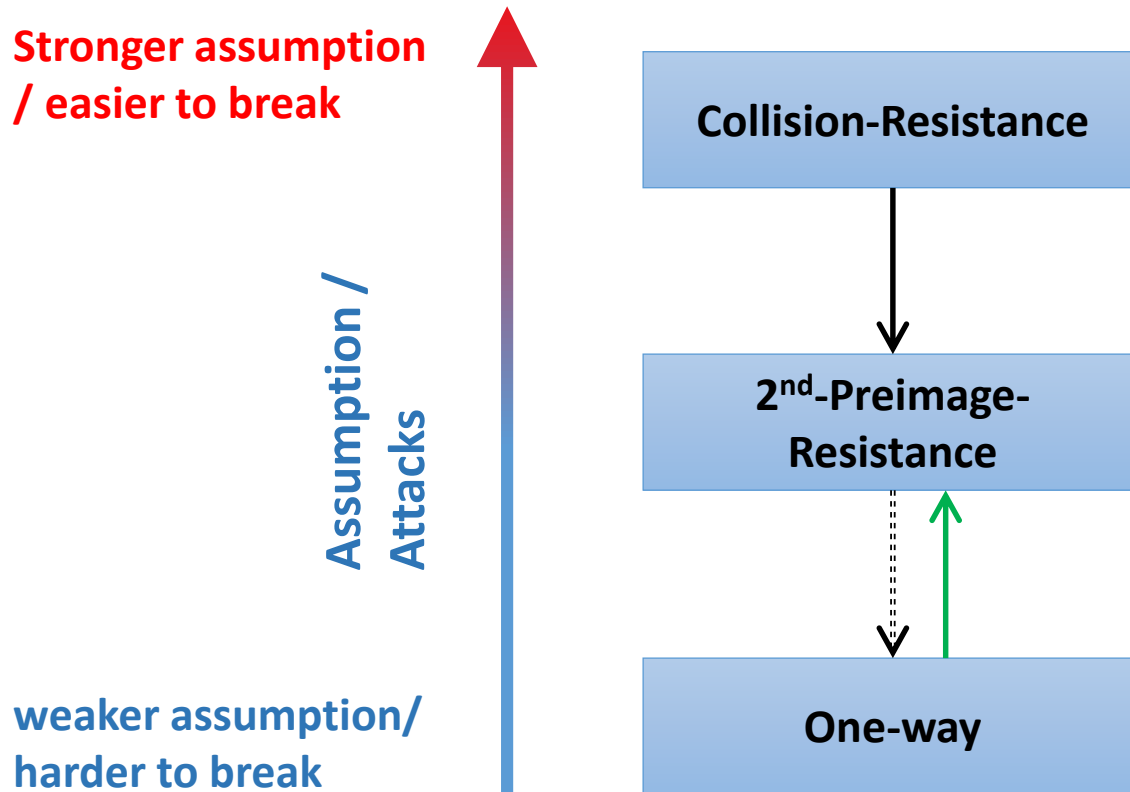 Stronger assumption
/ easier to break
Collision-Resistance
Assumption /
Attacks
2nd-Preimage-
Resistance
One-way
weaker assumption/
harder to break